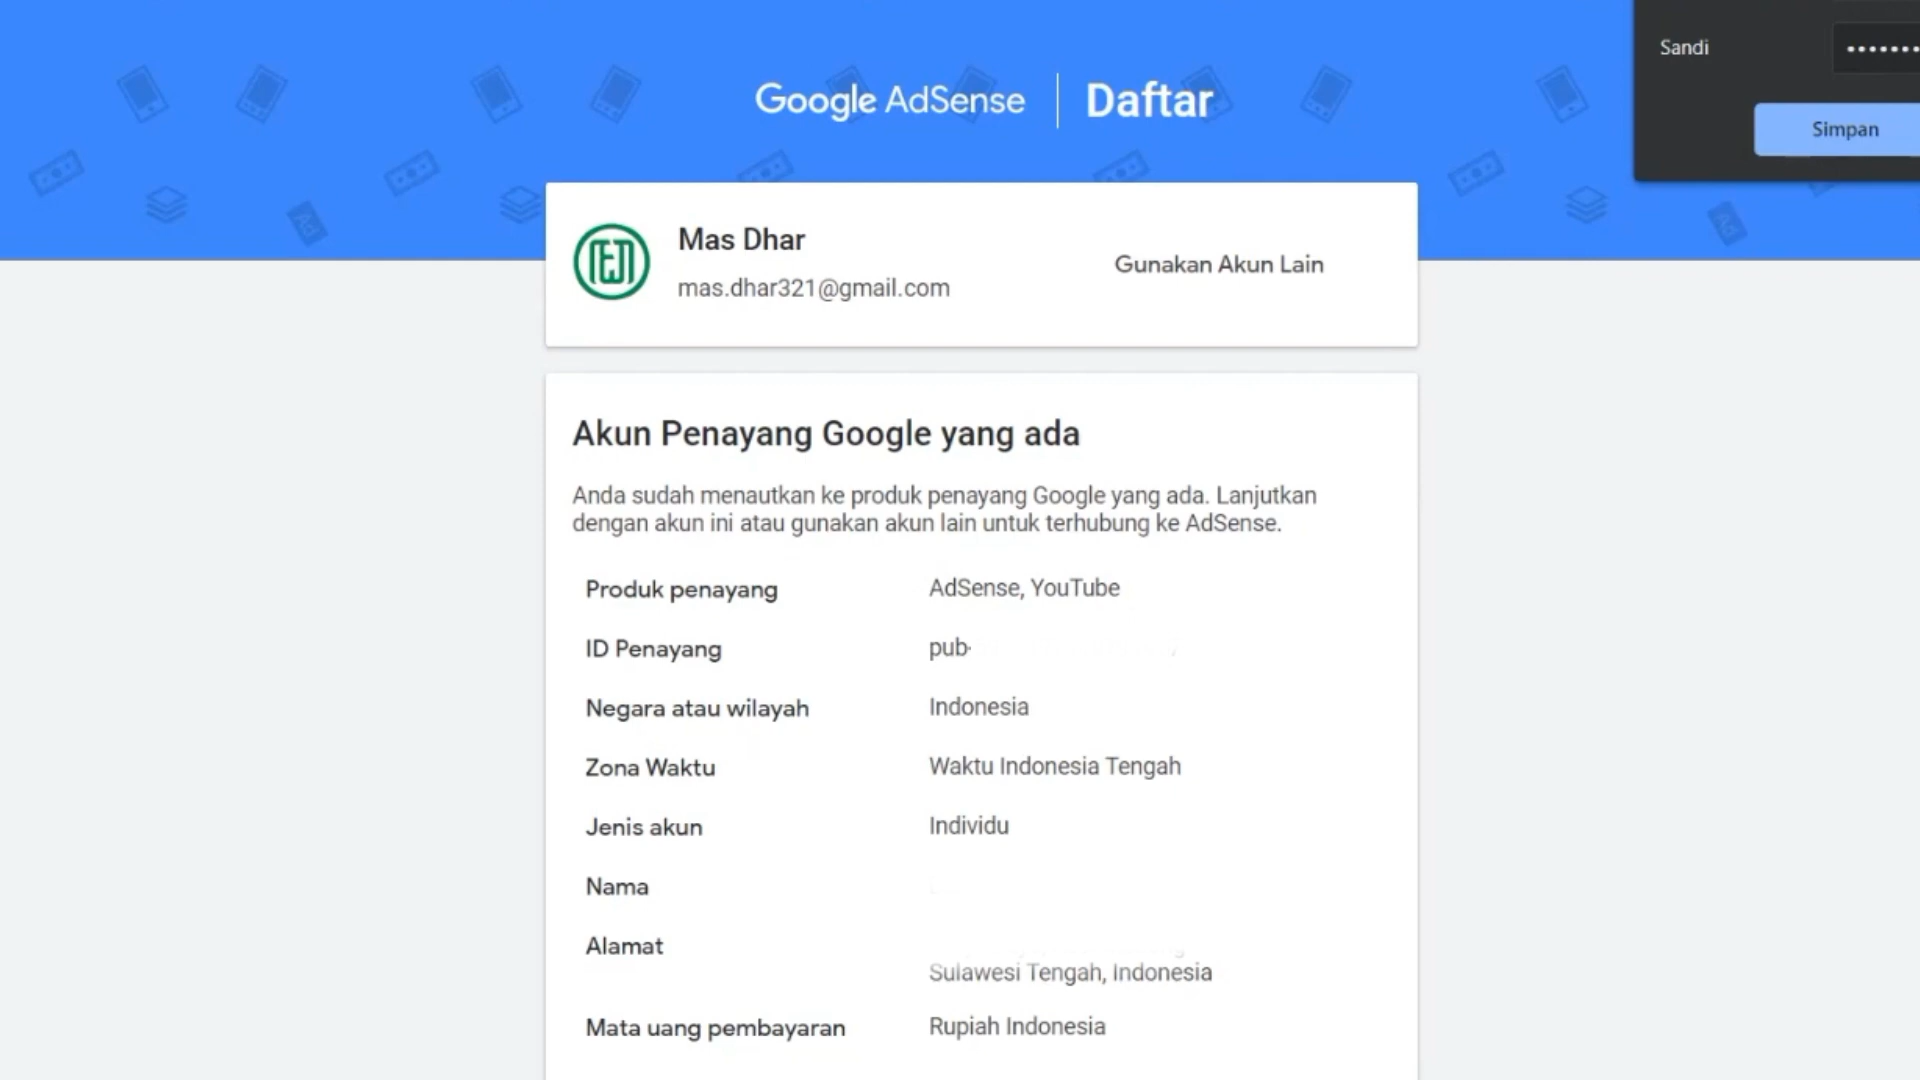 Sandi
Simpan
Google AdSense
Daftar
Mas Dhar
mas.dhar321@gmail.com
Gunakan Akun Lain
Akun Penayang Google yang ada
Anda sudah menautkan ke produk penayang Google yang ada. Lanjutkan
dengan akun ini atau gunakan akun lain untuk terhubung ke AdSense.
Produk penayang AdSense, YouTube
ID Penayang pub-
Negara atau wilayah Indonesia
Zona Waktu Waktu Indonesia Tengah
Jenis akun Individu
Nama
Alamat
Sulawesi Tengah, Indonesia
Mata uang pembayaran Rupiah Indonesia